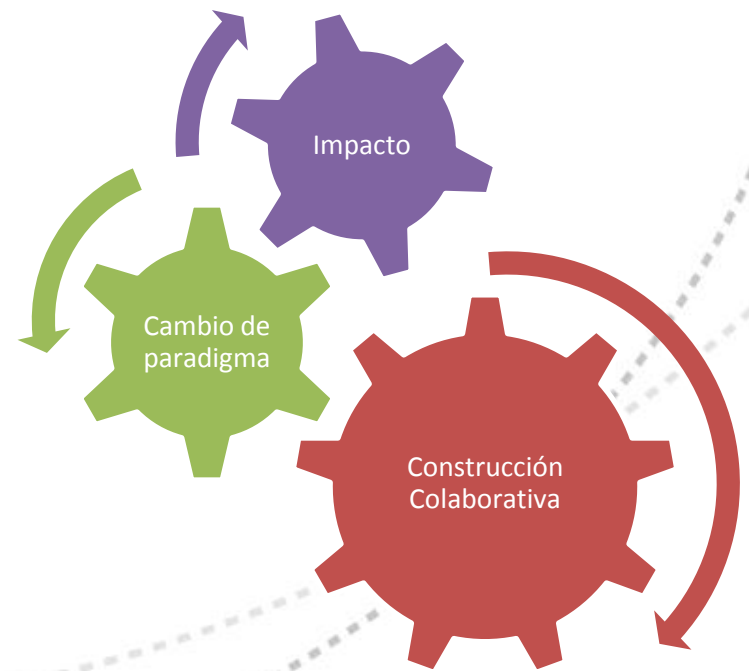 Impacto
Cambio de
paradigma
Construcción
Colaborativa